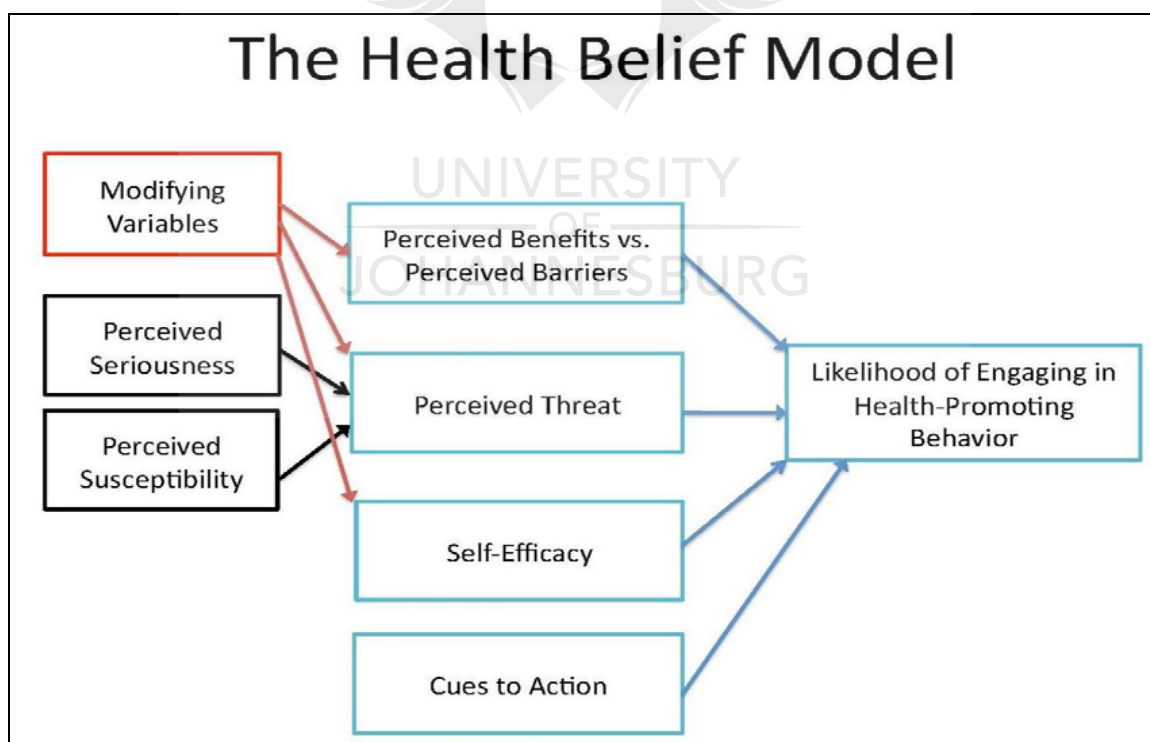 The Health Belief Model
UNIVERSITY
OF
JOHANNESBURG
Modifying
Variables
Perceived Benefits vs.
Perceived Barriers
Perceived
Seriousness
Perceived Threat
Likelihood of Engaging in
Health-Promoting
Behavior
Perceived
Susceptibility
Self-Efficacy
Cues to Action